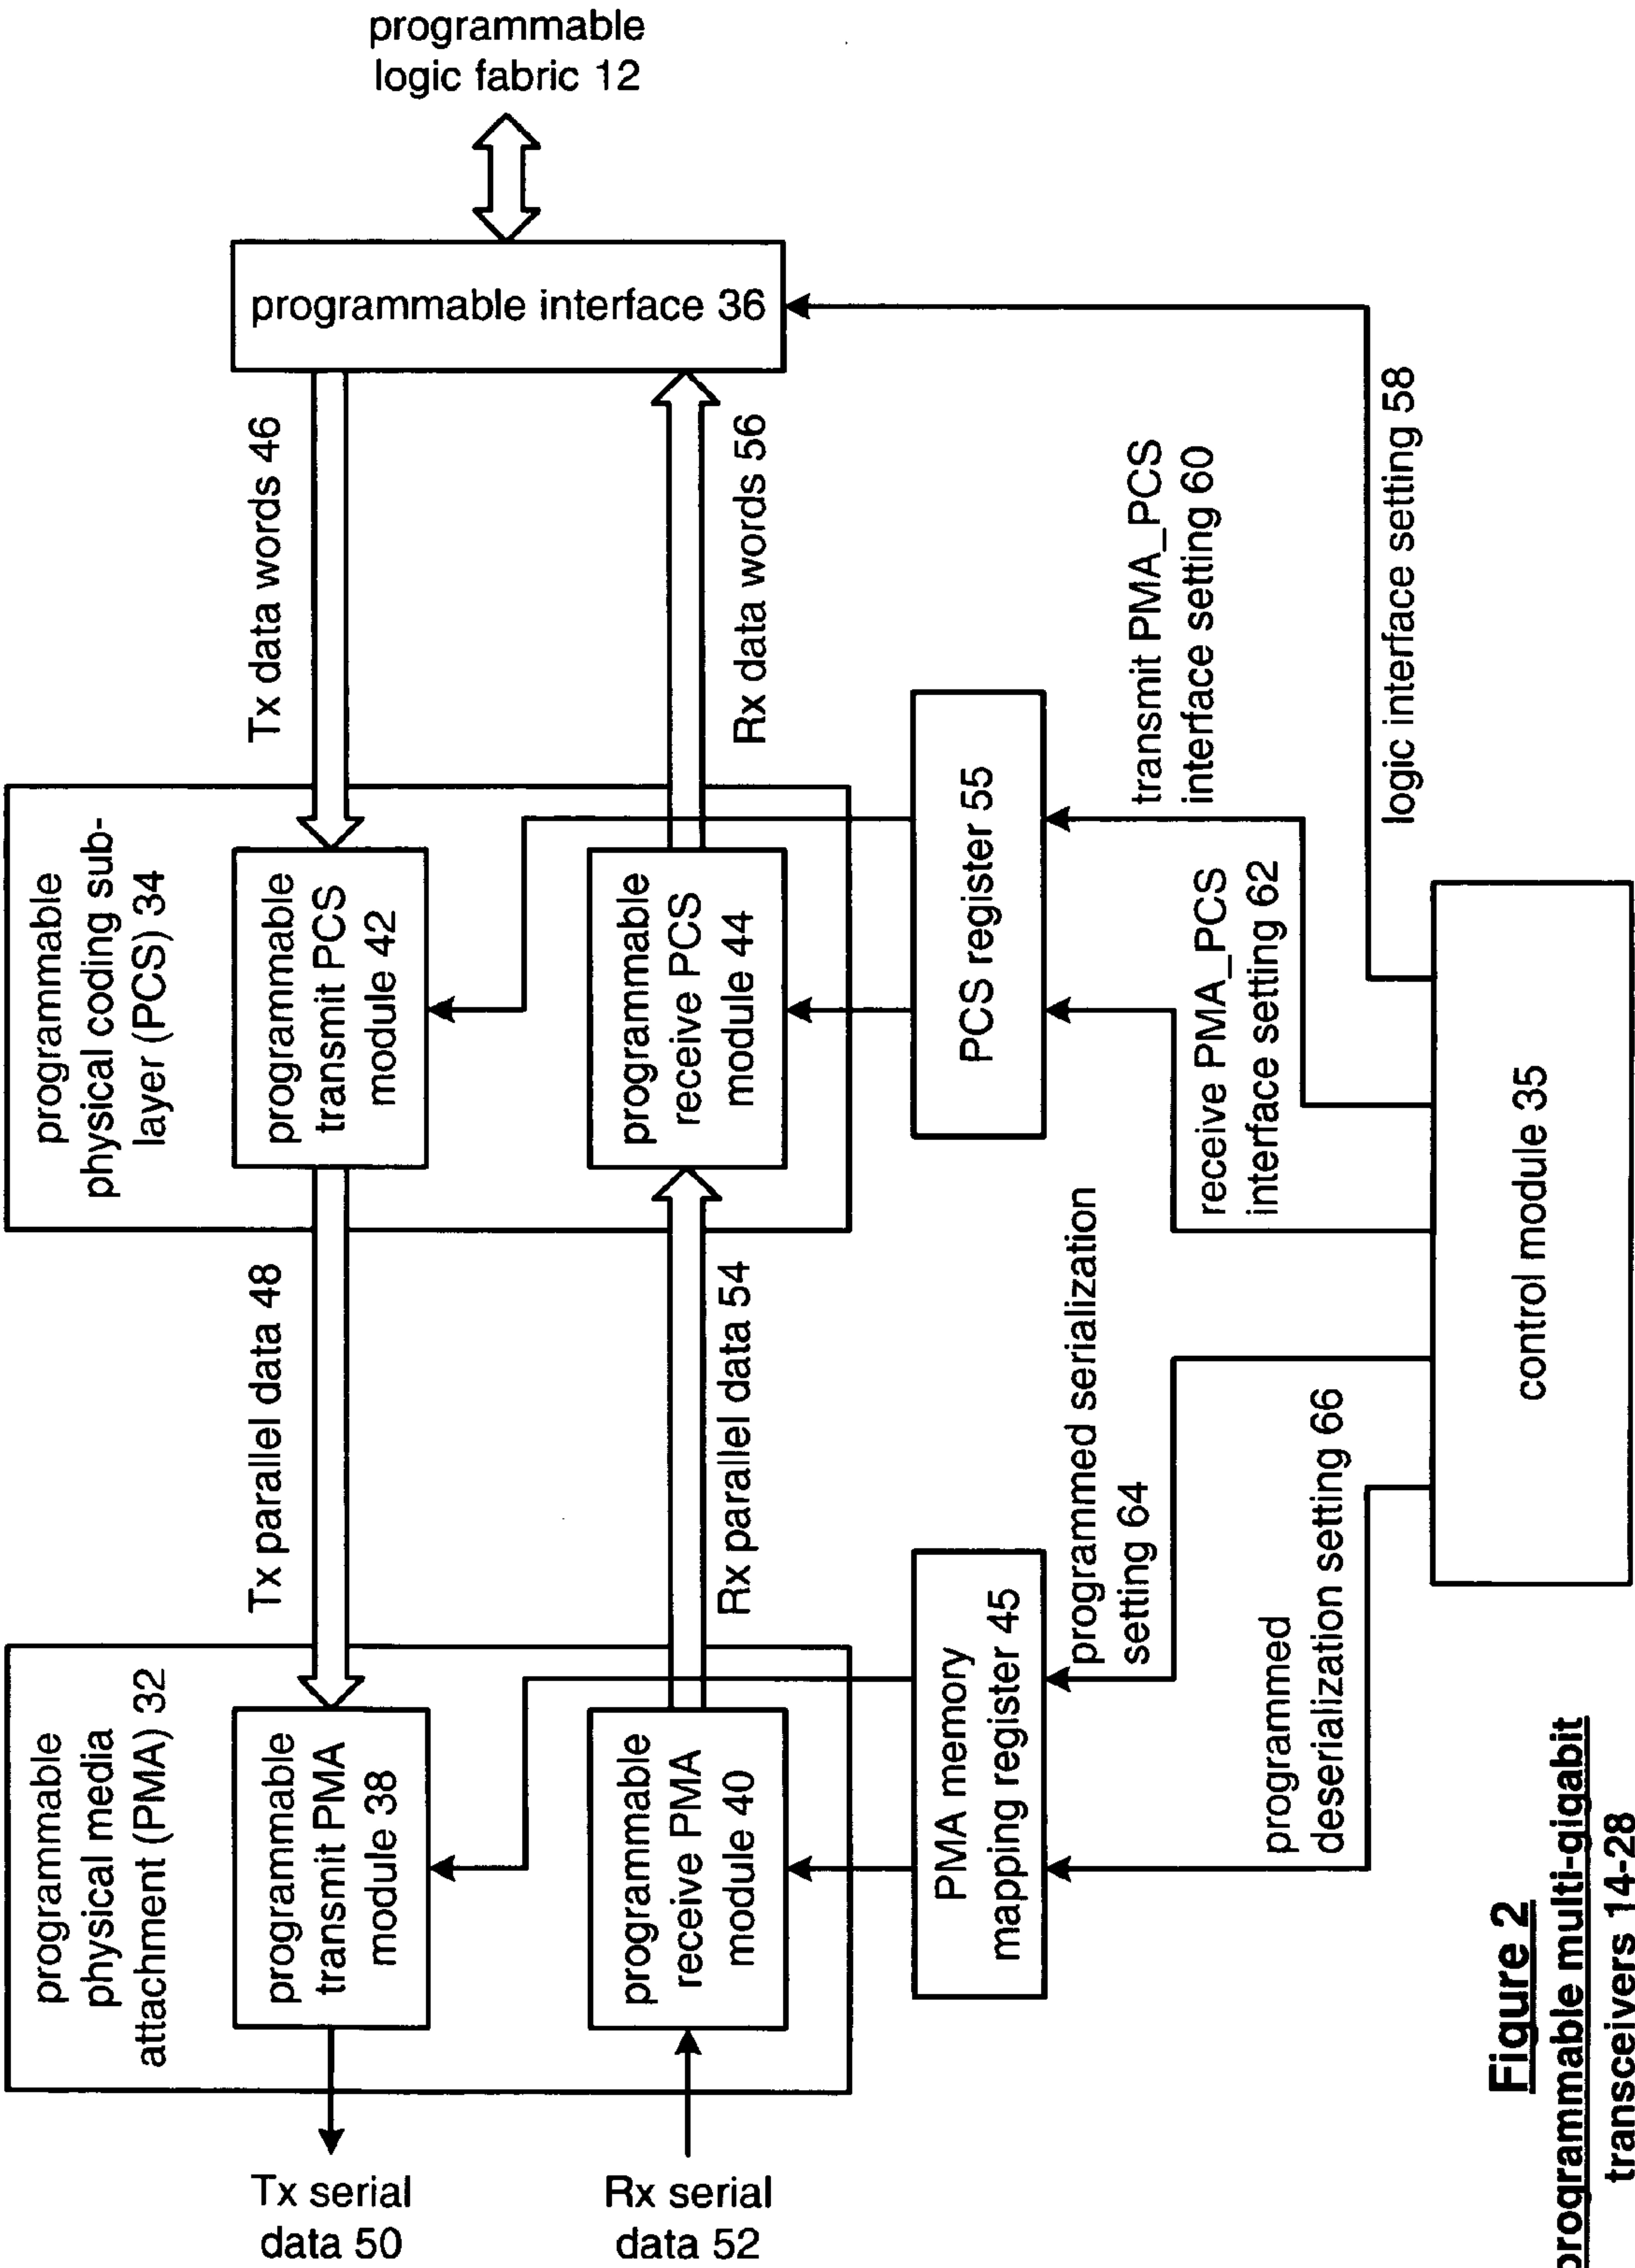 programmable
logic fabric 12
programmable interface 36
Tx data words 46
Rx data words 56
programmable
physical coding sub-
layer (PCS) 34
programmable
transmit PCS
module 42
programmable
receive PCS
module 44
PCS register 55
transmit PMA_PCS
interface setting 60
receive PMA_PCS
interface setting 62
logic interface setting 58
Tx parallel data 48
Rx parallel data 54
programmable
physical media
attachment (PMA) 32
programmable
transmit PMA
module 38
programmable
receive PMA
module 40
PMA memory
mapping register 45
programmed serialization
setting 64
programmed
deserialization setting 66
control module 35
Tx serial
data 50
Rx serial
data 52
Figure 2
programmable multi-gigabit
transceivers 14-28